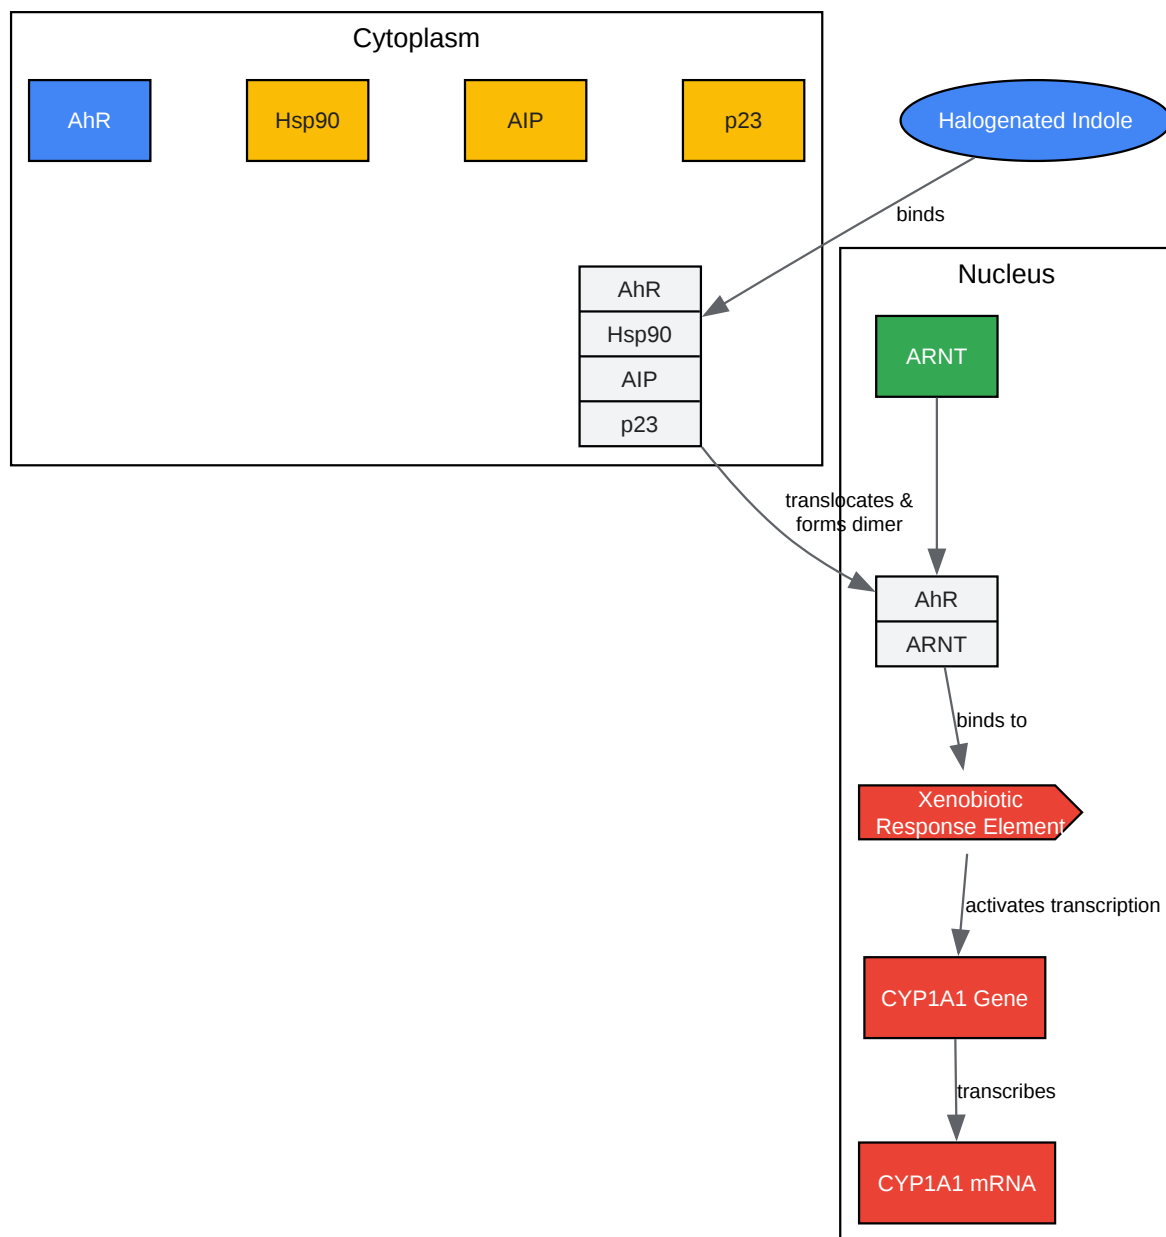 Cytoplasm
AhR
Hsp90
AIP
p23
Halogenated Indole
binds
AhR
Hsp90
AIP
p23
Nucleus
ARNT
translocates &
forms dimer
AhR
ARNT
binds to
Xenobiotic
Response Element
activates transcription
CYP1A1 Gene
transcribes
CYP1A1 mRNA